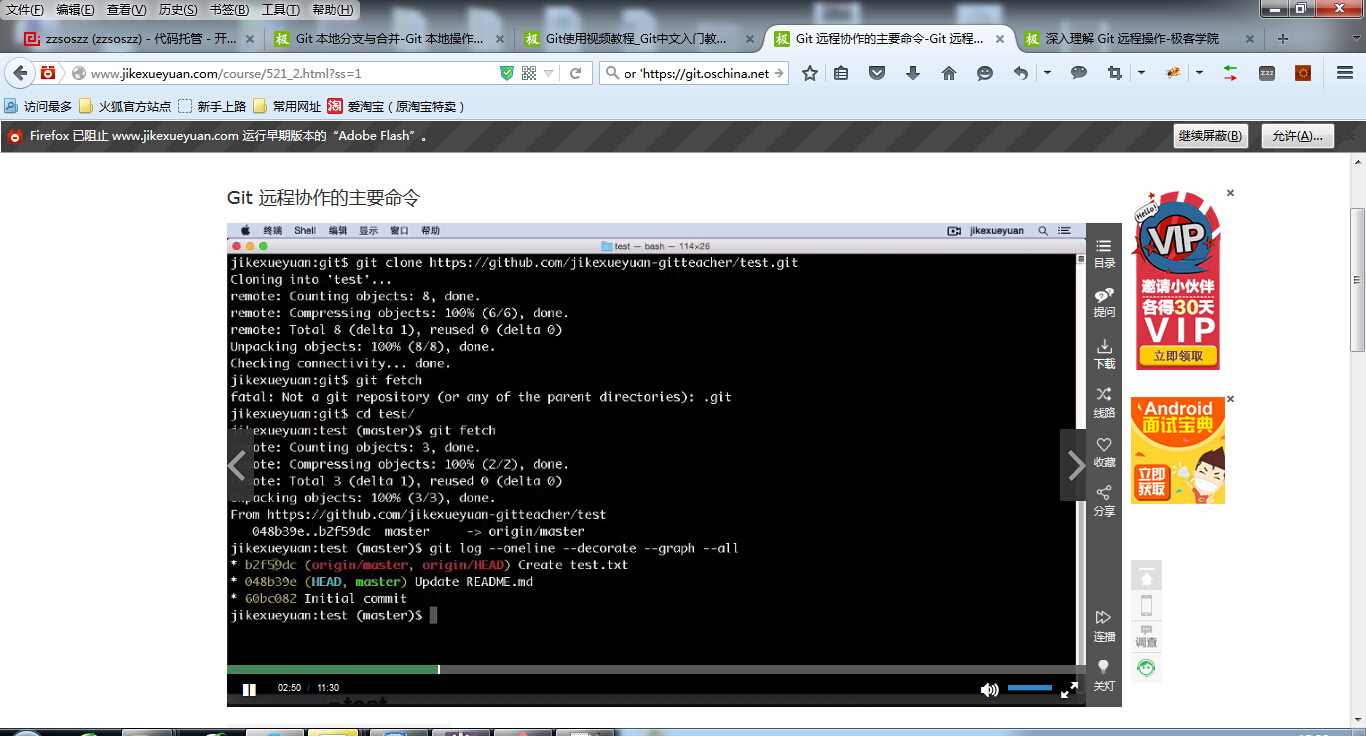 文件(F) 编辑(E) 查看(V) 历史(S) 书签(B) 工具(T) 帮助(H)
zzsoszz (zzsoszz) - 代码托管 - 开...
Git 本地分支与合并-Git 本地操作...
Git使用视频教程_Git中文入门教...
Git 远程协作的主要命令-Git 远程...
深入理解 Git 远程操作-极客学院
www.jikexueyuan.com/course/521_2.html?ss=1
or 'https://git.oschina.net
zzz
访问最多 火狐官方站点 新手上路 常用网址 淘 爱淘宝（原淘宝特卖）
Firefox 已阻止 www.jikexueyuan.com 运行早期版本的“Adobe Flash”。
继续屏蔽(B) 允许(A)...
Git 远程协作的主要命令
终端 Shell 编辑 显示 窗口 帮助 jikexueyuan
test — bash — 114×26
jikexueyuan:git$ git clone https://github.com/jikexueyuan-gitteacher/test.git
Cloning into 'test'...
remote: Counting objects: 8, done.
remote: Compressing objects: 100% (6/6), done.
remote: Total 8 (delta 1), reused 0 (delta 0)
Unpacking objects: 100% (8/8), done.
Checking connectivity... done.
jikexueyuan:git$ git fetch
fatal: Not a git repository (or any of the parent directories): .git
jikexueyuan:git$ cd test/
jikexueyuan:test (master)$ git fetch
remote: Counting objects: 3, done.
remote: Compressing objects: 100% (2/2), done.
remote: Total 3 (delta 1), reused 0 (delta 0)
Unpacking objects: 100% (3/3), done.
From https://github.com/jikexueyuan-gitteacher/test
048b39e..b2f59dc master -> origin/master
jikexueyuan:test (master)$ git log --oneline --decorate --graph --all
* b2f59dc (origin/master, origin/HEAD) Create test.txt
* 048b39e (HEAD, master) Update README.md
* 60bc082 Initial commit
jikexueyuan:test (master)$
02:50 / 11:30
目录
提问
下载
线路
收藏
分享
连播
关灯
Hello!
VIP
邀请小伙伴
各得30天
VIP
立即领取
Android
面试宝典
立即
获取
调查